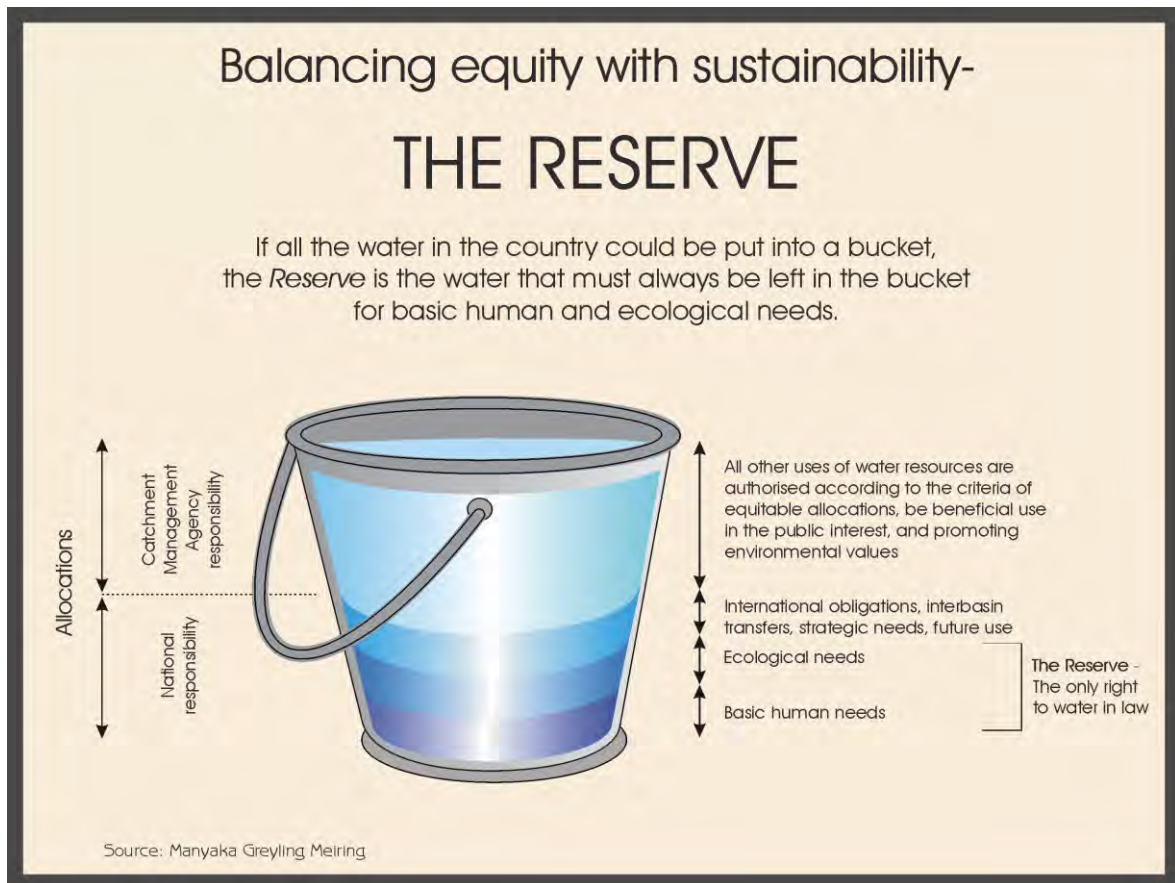 Balancing equity with sustainability-
THE RESERVE
If all the water in the country could be put into a bucket,
the Reserve is the water that must always be left in the bucket
for basic human and ecological needs.
Allocations
Catchment
Management
Agency
responsibility
National
responsibility
All other uses of water resources are
authorised according to the criteria of
equitable allocations, be beneficial use
in the public interest, and promoting
environmental values
International obligations, interbasin
transfers, strategic needs, future use
Ecological needs
Basic human needs
The Reserve -
The only right
to water in law
Source: Manyaka Greyling Meiring